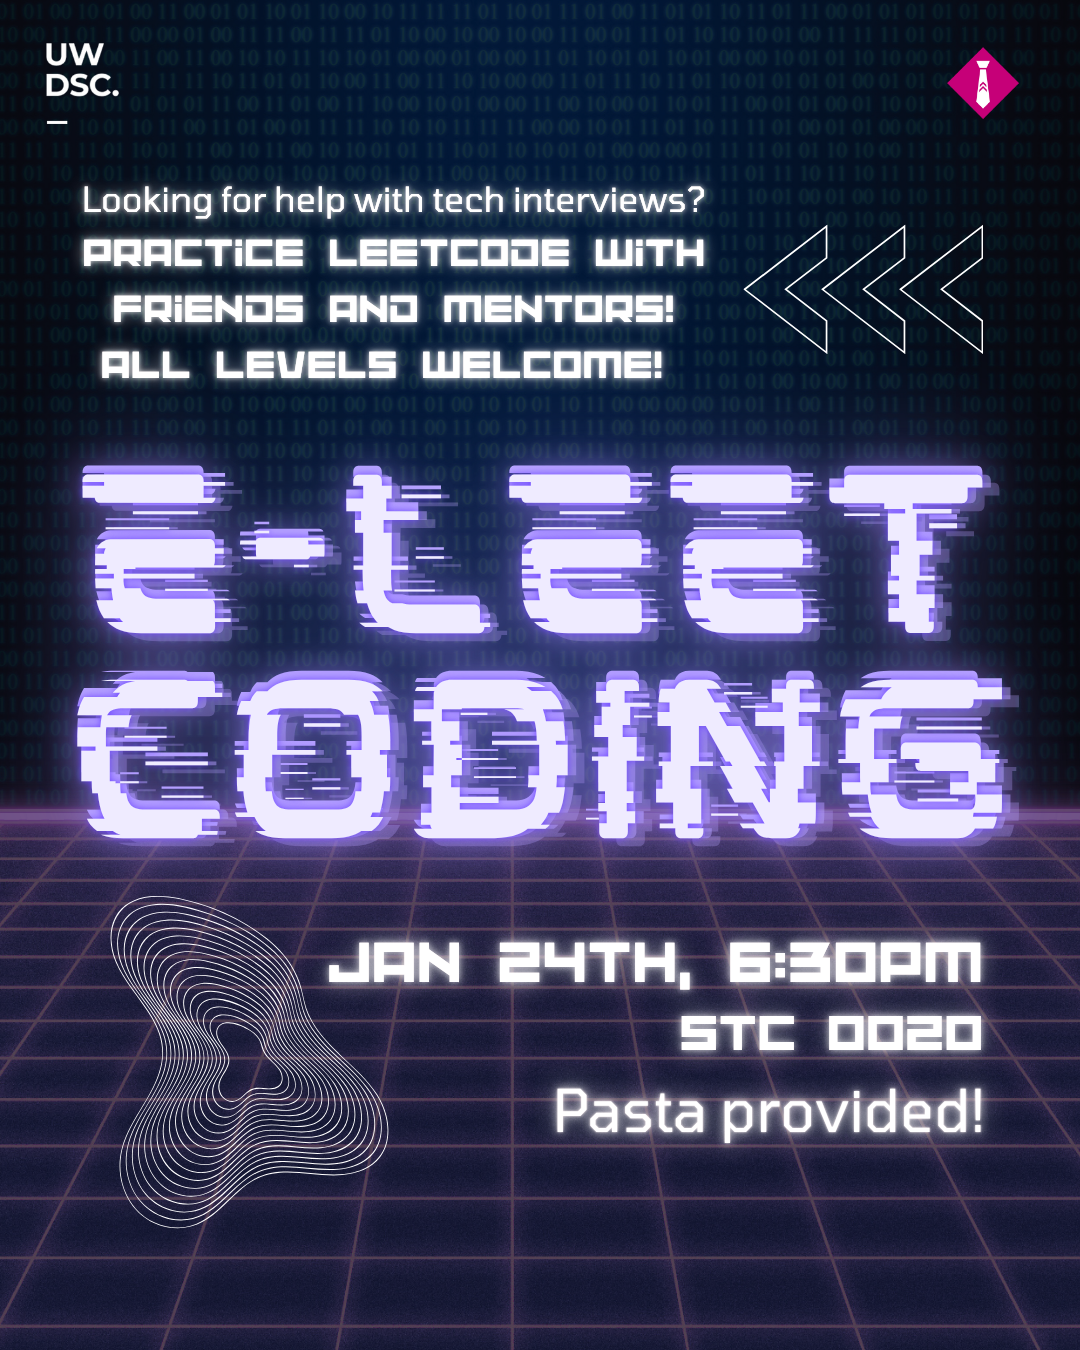 UW
DSC.
Looking for help with tech interviews?
PRACTiCE LEETCODE WiTH
FRiENDS AND MENTORS!
ALL LEVELS WELCOME!
E-LEET
CODING
JAN 24TH, 6:30PM
STC 0020
Pasta provided!